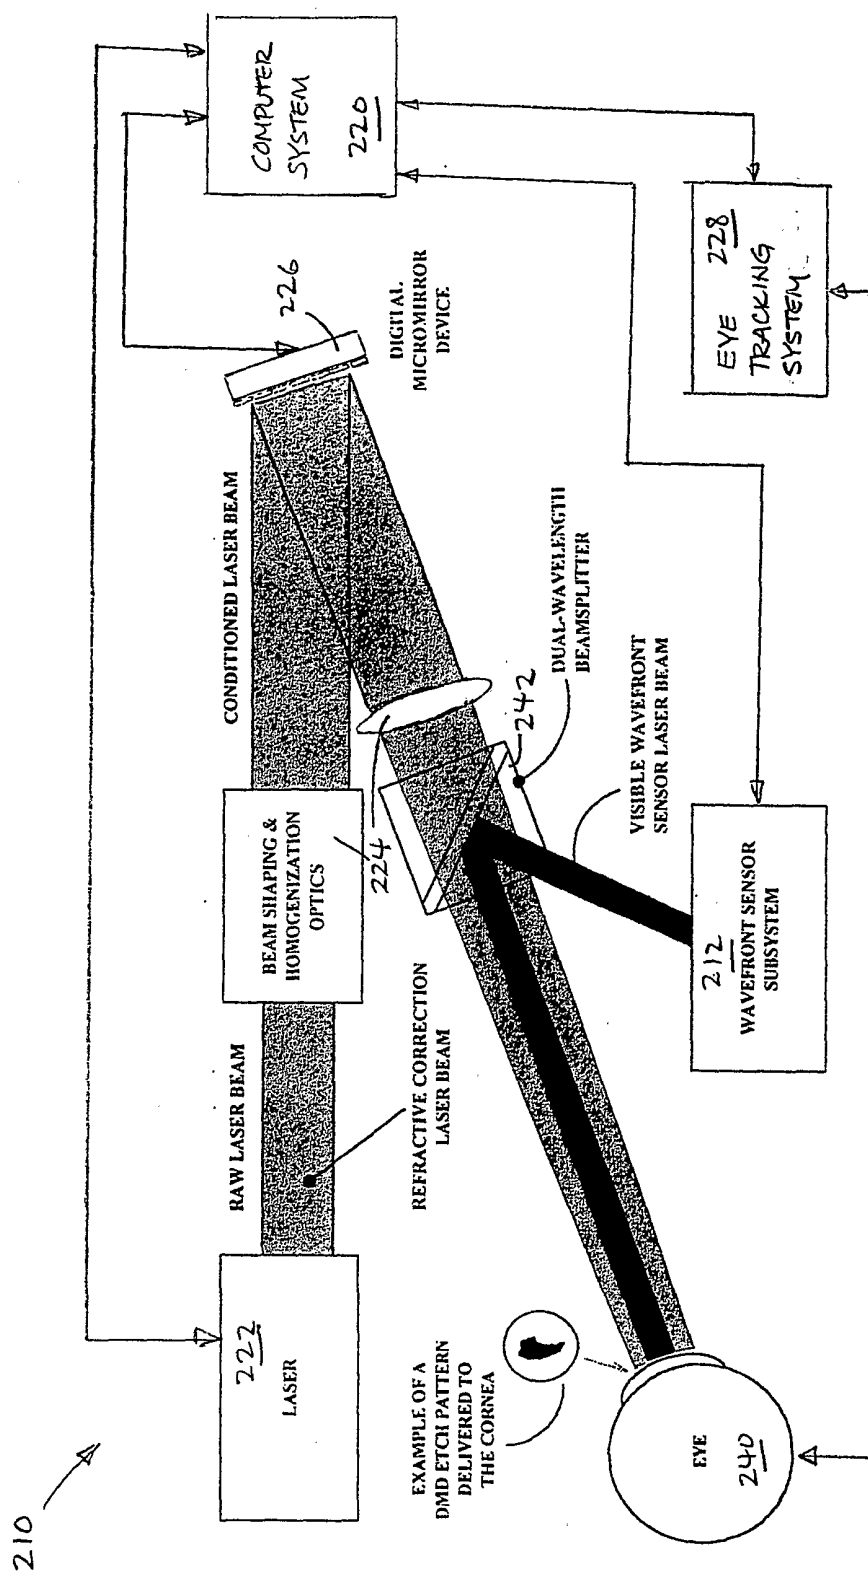 210
222
LASER
RAW LASER BEAM
REFRACTIVE CORRECTION
LASER BEAM
BEAM SHAPING &
HOMOGENIZATION
OPTICS
224
CONDITIONED LASER BEAM
226
DIGITAL
MICROMIRROR
DEVICE
COMPUTER
SYSTEM
220
EXAMPLE OF A
DMD ETCH PATTERN
DELIVERED TO
THE CORNEA
EYE
240
242
DUAL-WAVELENGTH
BEAMSPLITTER
VISIBLE WAVEFRONT
SENSOR LASER BEAM
212
WAVEFRONT SENSOR
SUBSYSTEM
EYE 228
TRACKING
SYSTEM